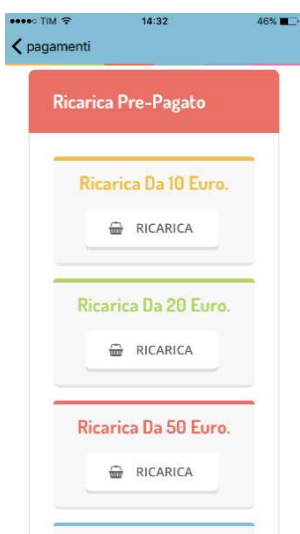 TIM 14:32 46%
pagamenti
Ricarica Pre-Pagato
Ricarica Da 10 Euro.
RICARICA
Ricarica Da 20 Euro.
RICARICA
Ricarica Da 50 Euro.
RICARICA